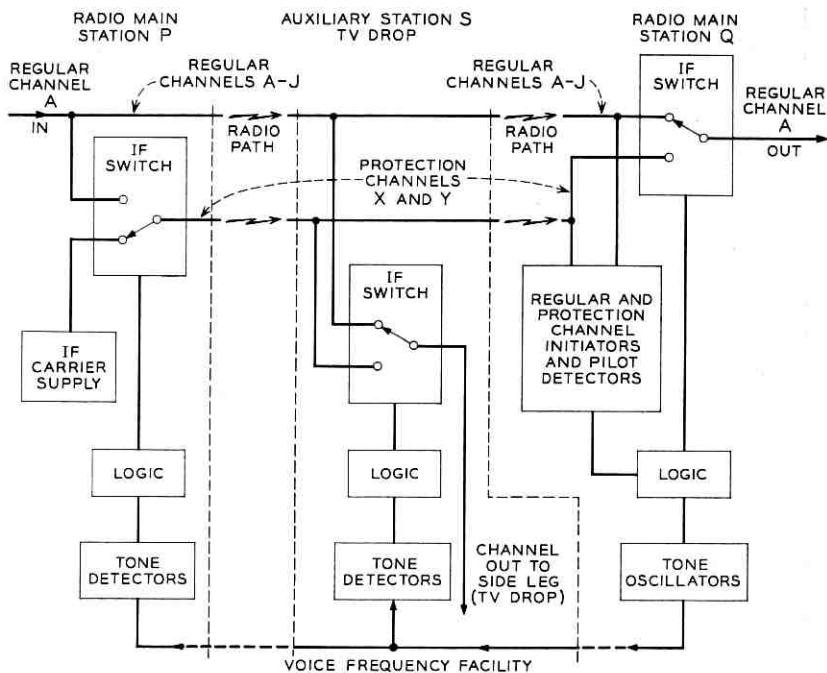 RADIO MAIN
STATION P
AUXILIARY STATION S
TV DROP
RADIO MAIN
STATION Q
REGULAR
CHANNEL
A
IN
REGULAR
CHANNELS A-J
RADIO
PATH
REGULAR
CHANNELS A-J
RADIO
PATH
IF
SWITCH
REGULAR
CHANNEL
A
OUT
IF
SWITCH
PROTECTION
CHANNELS
X AND Y
IF
SWITCH
REGULAR AND
PROTECTION
CHANNEL
INITIATORS
AND PILOT
DETECTORS
IF
CARRIER
SUPPLY
LOGIC
LOGIC
LOGIC
TONE
DETECTORS
TONE
DETECTORS
CHANNEL
OUT TO
SIDE LEG
(TV DROP)
TONE
OSCILLATORS
VOICE FREQUENCY FACILITY